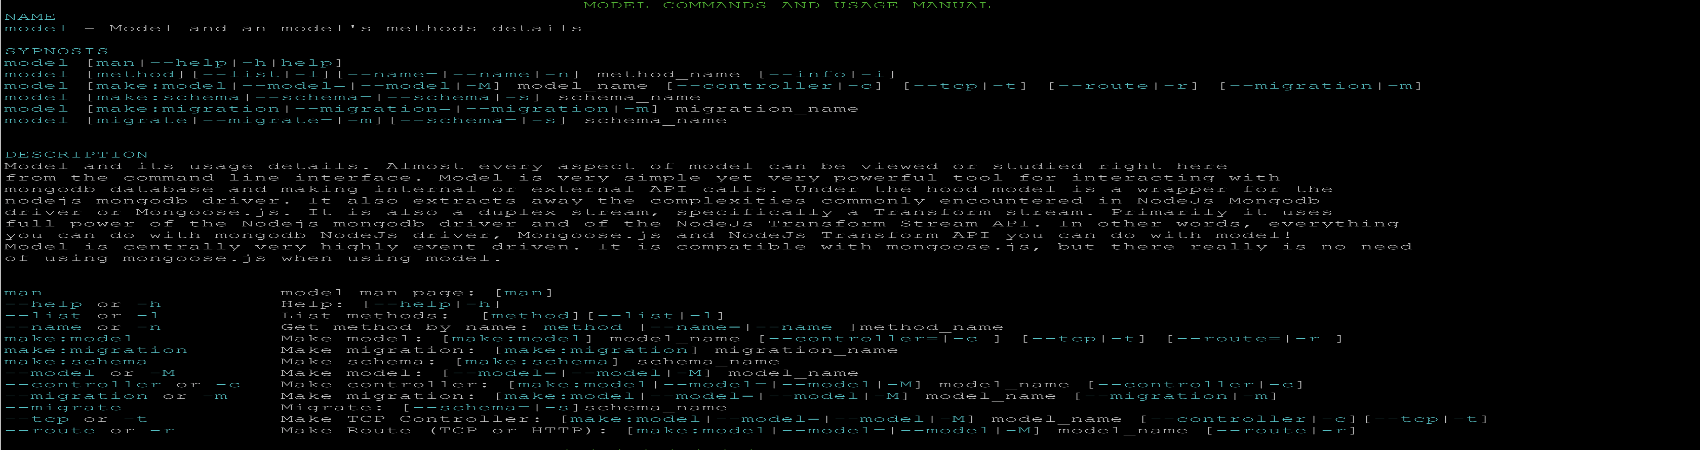 MODEL COMMANDS AND USAGE MANUAL
NAME
model - Model and an model's methods details
SYPNOSIS
model [man|--help|-h|help]
model [method][--list|-l][--name=|--name|-n] method_name [--info|-i]
model [make:model|--model=|--model|-M] model_name [--controller|-c] [--tcp|-t] [--route|-r] [--migration|-m]
model [make:schema|--schema=|--schema|-s] schema_name
model [make:migration|--migration=|--migration|-m] migration_name
model [migrate|--migrate=|-m][--schema=|-s] schema_name
DESCRIPTION
Model and its usage details. Almost every aspect of model can be viewed or studied right here
from the command line interface. Model is very simple yet very powerful tool for interacting with
mongodb database and making internal or external API calls. Under the hood model is a wrapper for the
nodejs mongodb driver. It also extracts away the complexities commonly encountered in NodeJs Mongodb
driver or Mongoose.js. It is also a duplex stream, specifically a Transform stream. Primarily it uses
full power of the Nodejs mongodb driver and of the NodeJs Transform Stream API. In other words, everything
you can do with mongodb NodeJs driver, Mongoose.js and NodeJs Transform API you can do with model!
Model is centrally very highly event driven. It is compatible with mongoose.js, but there really is no need
of using mongoose.js when using model.
man model man page: [man]
--help or -h Help: [--help|-h]
--list or -l List methods: [method][--list|-l]
--name or -n Get method by name: method [--name=|--name ]method_name
make:model Make model: [make:model] model_name [--controller=|-c ] [--tcp|-t] [--route=|-r ]
make:migration Make migration: [make:migration] migration_name
make:schema Make schema: [make:schema] schema_name
--model or -M Make model: [--model=|--model|-M] model_name
--controller or -c Make controller: [make:model|--model=|--model|-M] model_name [--controller|-c]
--migration or -m Make migration: [make:model|--model=|--model|-M] model_name [--migration|-m]
--migrate Migrate: [--schema=|-s]schema_name
--tcp or -t Make TCP Controller: [make:model|--model=|--model|-M] model_name [--controller|-c][--tcp|-t]
--route or -r Make Route (TCP or HTTP): [make:model|--model=|--model|-M] model_name [--route|-r]